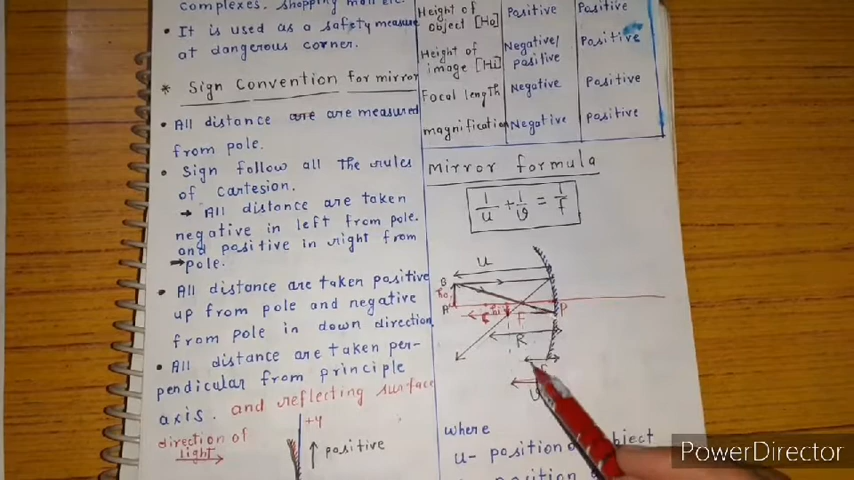 complexes. shopping mall etc.
• It is used as a safety measure
at dangerous corner.
* Sign Convention for mirror
• All distance are are measured
from pole.
• Sign follow all the rules
of Cartesion.
→ All distance are taken
negative in left from pole.
and positive in right from
→ pole.
• All distance are taken positive
up from pole and negative
from pole in down direction
• All distance are taken per-
pendicular from principle
axis. and reflecting surface
direction of
light
+y
positive
Height of
object [Ho]
Positive
Positive
Height of
image [Hi]
Negative/
positive
Positive
Focal length
Negative
Positive
magnification
Negative
positive
Mirror formula
1/u + 1/v = 1/f
u
B
ho
A
C
hi
F
P
R
where
u- position object
position
PowerDirector